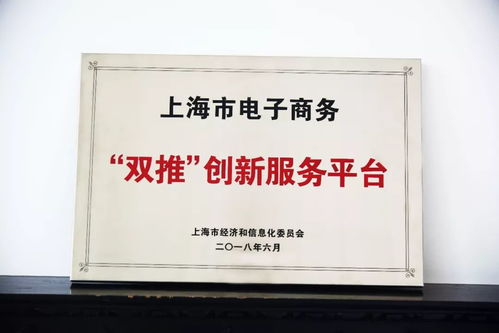 上海市电子商务
“双推”创新服务平台
上海市经济和信息化委员会
二〇一八年六月